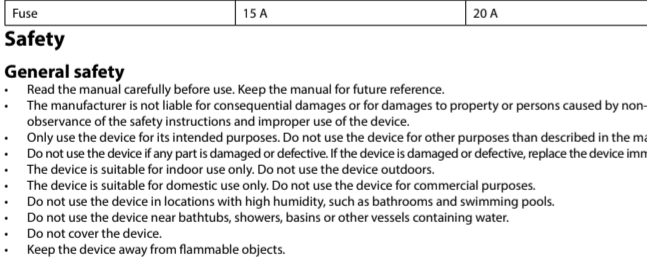 Fuse 15 A 20 A
Safety
General safety
• Read the manual carefully before use. Keep the manual for future reference.
• The manufacturer is not liable for consequential damages or for damages to property or persons caused by non-
observance of the safety instructions and improper use of the device.
• Only use the device for its intended purposes. Do not use the device for other purposes than described in the
• Do not use the device if any part is damaged or defective. If the device is damaged or defective, replace the device
• The device is suitable for indoor use only. Do not use the device outdoors.
• The device is suitable for domestic use only. Do not use the device for commercial purposes.
• Do not use the device in locations with high humidity, such as bathrooms and swimming pools.
• Do not use the device near bathtubs, showers, basins or other vessels containing water.
• Do not cover the device.
• Keep the device away from flammable objects.